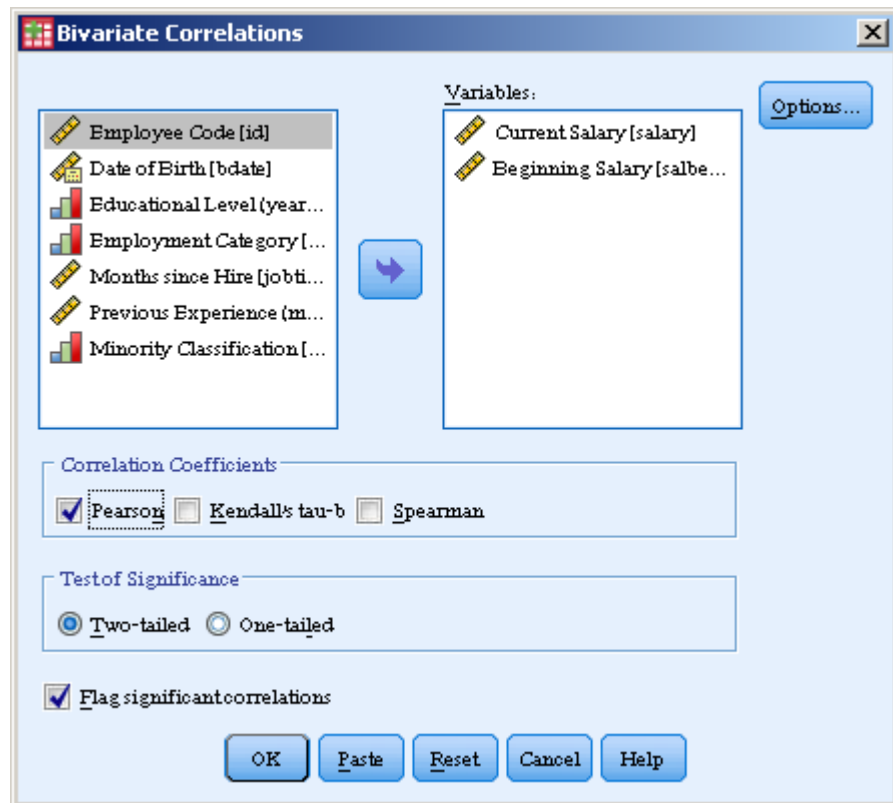 Bivariate Correlations
Employee Code [id]
Date of Birth [bdate]
Educational Level (year...
Employment Category [...
Months since Hire [jobti...
Previous Experience (m...
Minority Classification [...
Variables:
Current Salary [salary]
Beginning Salary [salbe...
Options...
Correlation Coefficients
Pearson Kendall's tau-b Spearman
Test of Significance
Two-tailed One-tailed
Flag significant correlations
OK Paste Reset Cancel Help